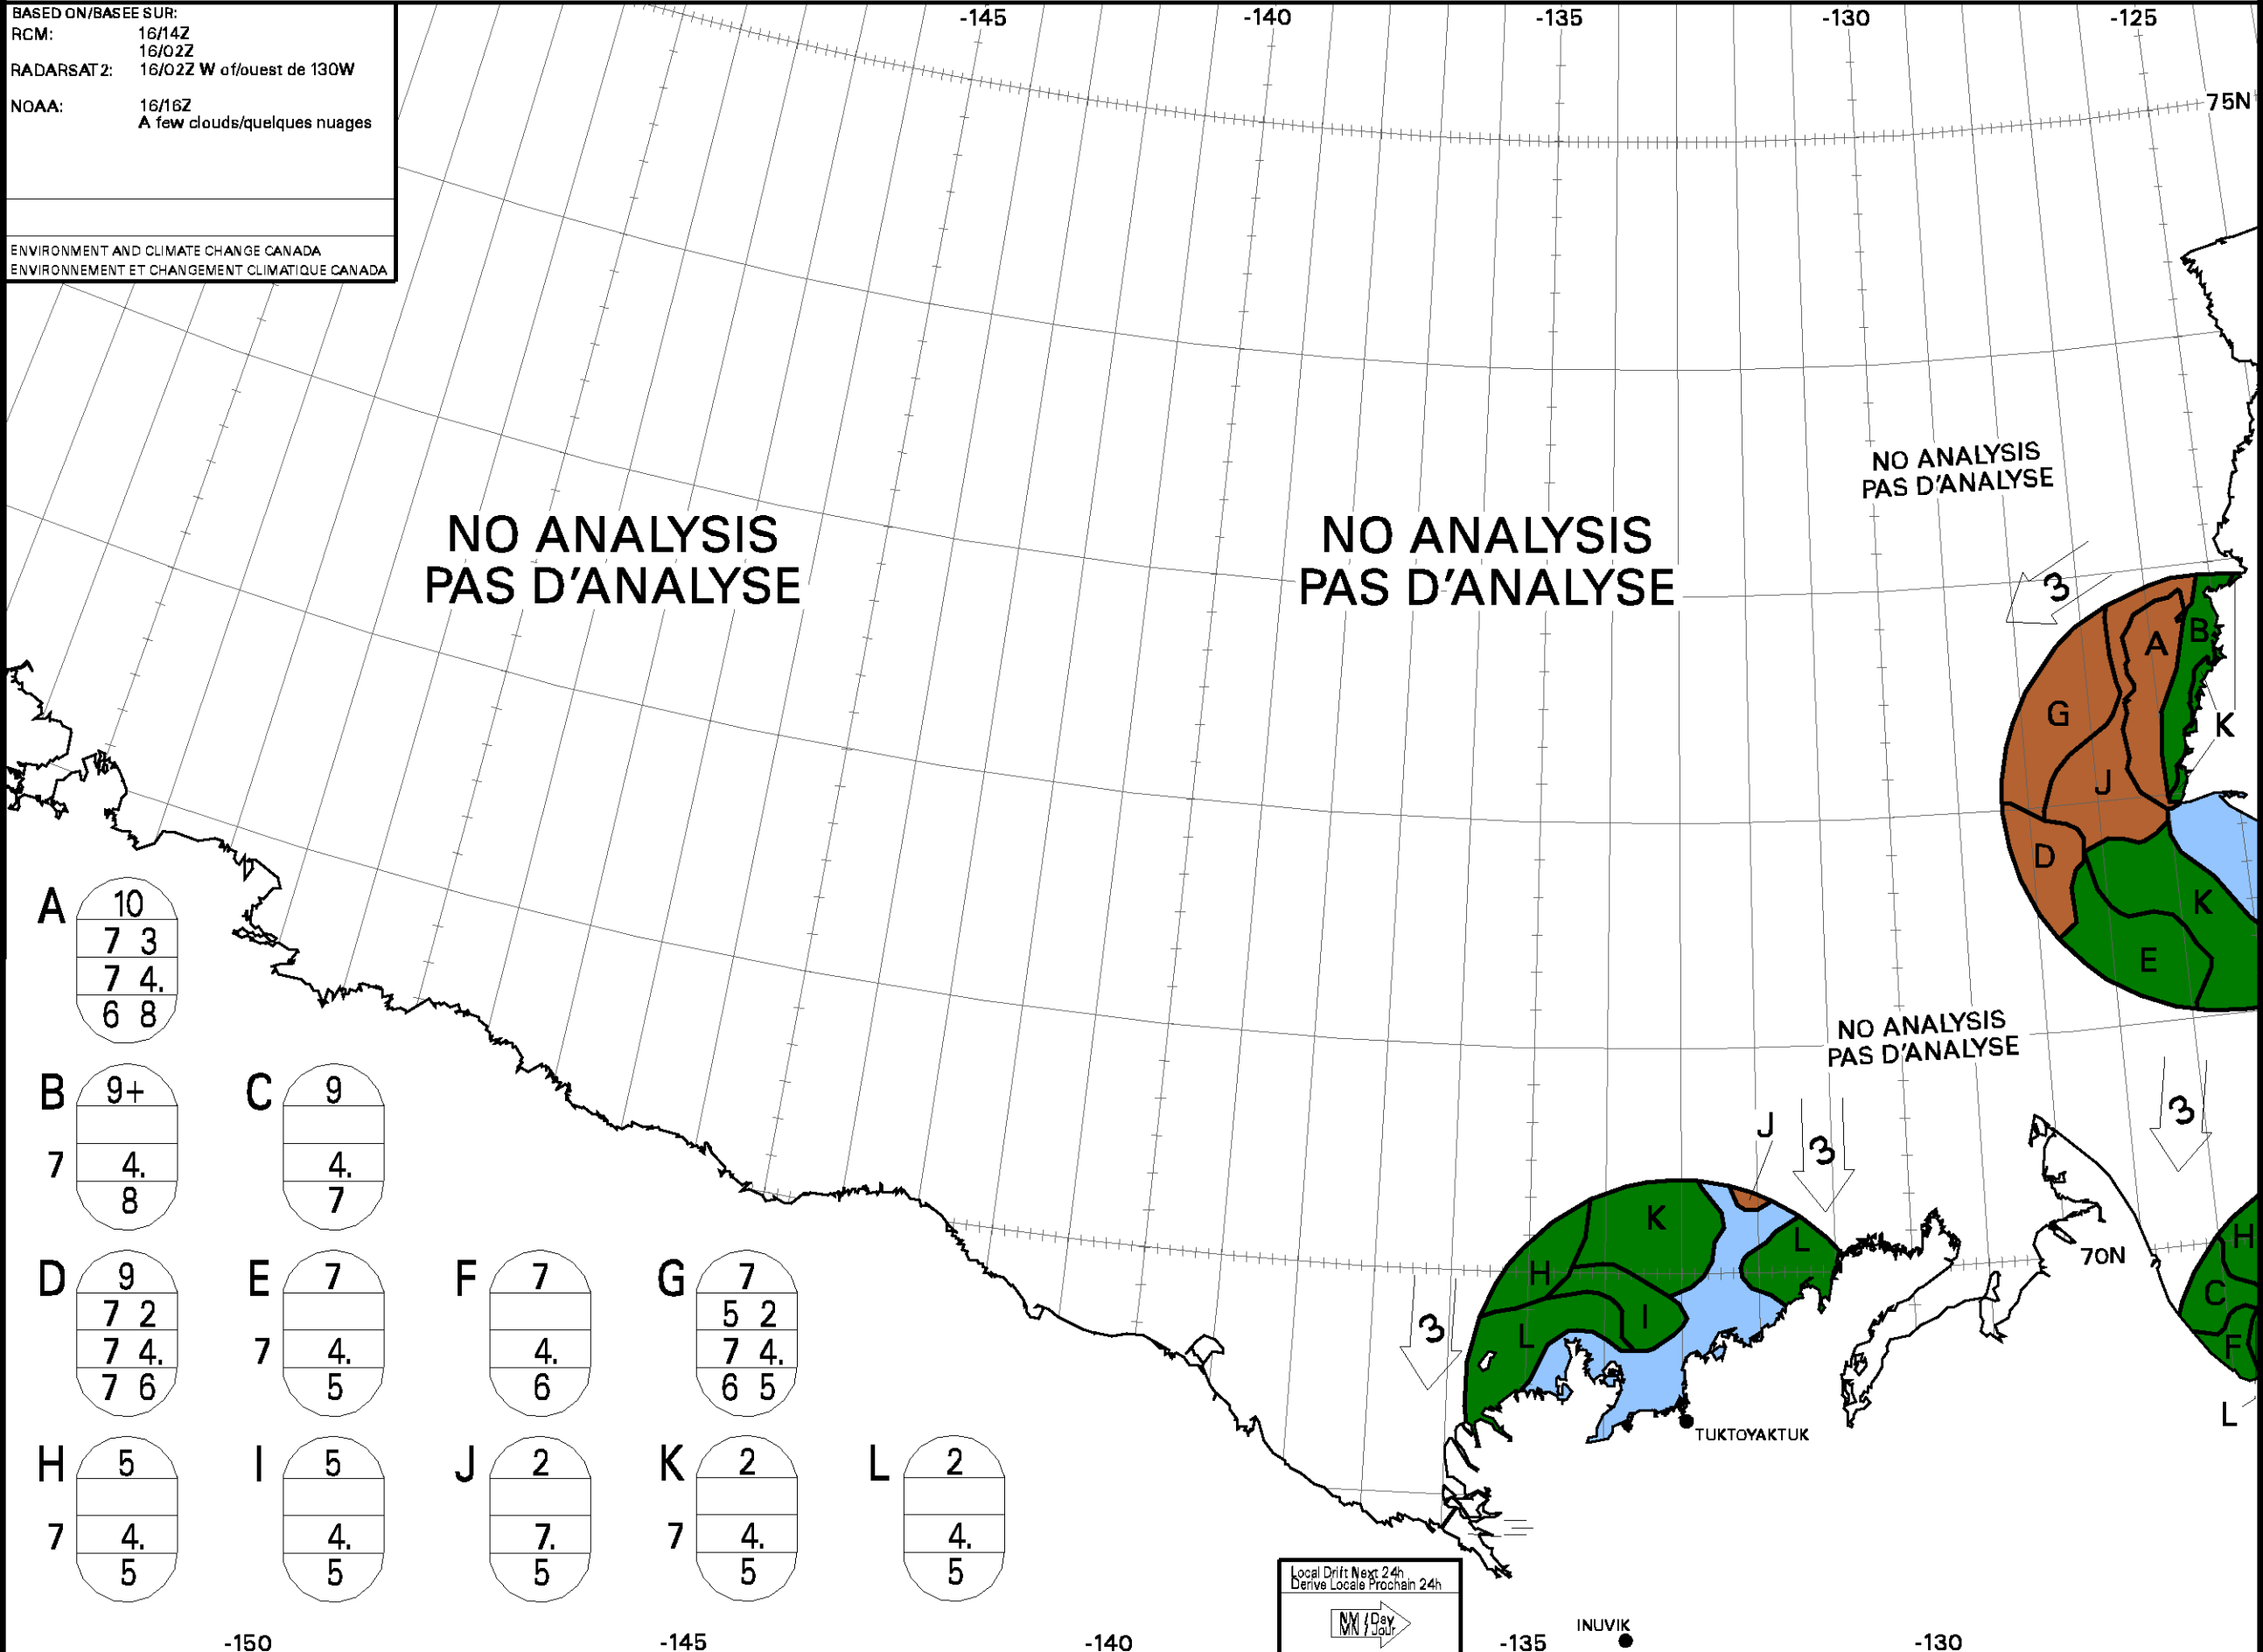 BASED ON/BASEE SUR:
RCM: 16/14Z
16/02Z
RADARSAT2: 16/02Z W of/ouest de 130W
NOAA: 16/16Z
A few clouds/quelques nuages
ENVIRONMENT AND CLIMATE CHANGE CANADA
ENVIRONNEMENT ET CHANGEMENT CLIMATIQUE CANADA
-145 -140 -135 -130 -125
75N
NO ANALYSIS
PAS D'ANALYSE
NO ANALYSIS
PAS D'ANALYSE
NO ANALYSIS
PAS D'ANALYSE
3
A B
G
K
J
D
K
E
NO ANALYSIS
PAS D'ANALYSE
3
J
3
K
L
H
I
L
3
70N
H
C
F
L
TUKTOYAKTUK
A 10
7 3
7 4.
6 8
B 9+
7 4.
8
C 9
4.
7
D 9
7 2
7 4.
7 6
E 7
7 4.
5
F 7
4.
6
G 7
5 2
7 4.
6 5
H 5
7 4.
5
I 5
4.
5
J 2
7.
5
K 2
7 4.
5
L 2
4.
5
Local Drift Next 24h
Derive Locale Prochain 24h
NM / Day
MN / Jour
INUVIK
-150 -145 -140 -135 -130